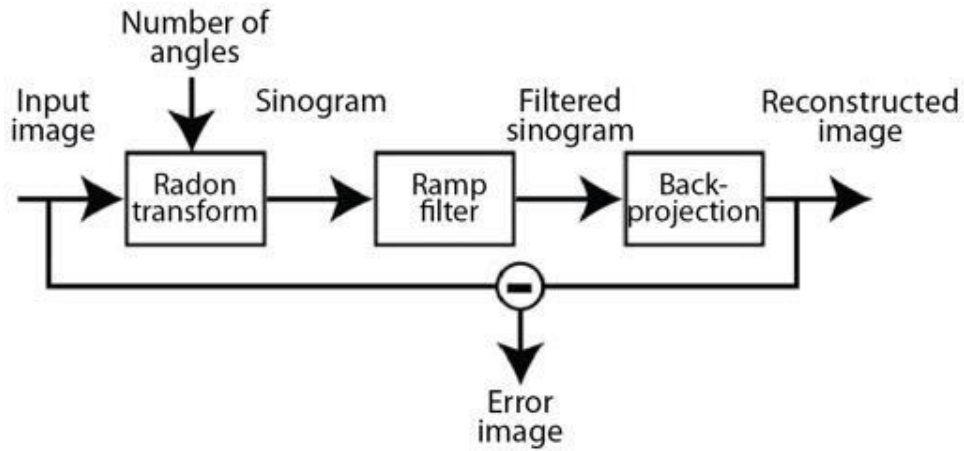 Number of
angles
Input
image
Sinogram
Filtered
sinogram
Reconstructed
image
Radon
transform
Ramp
filter
Back-
projection
Error
image